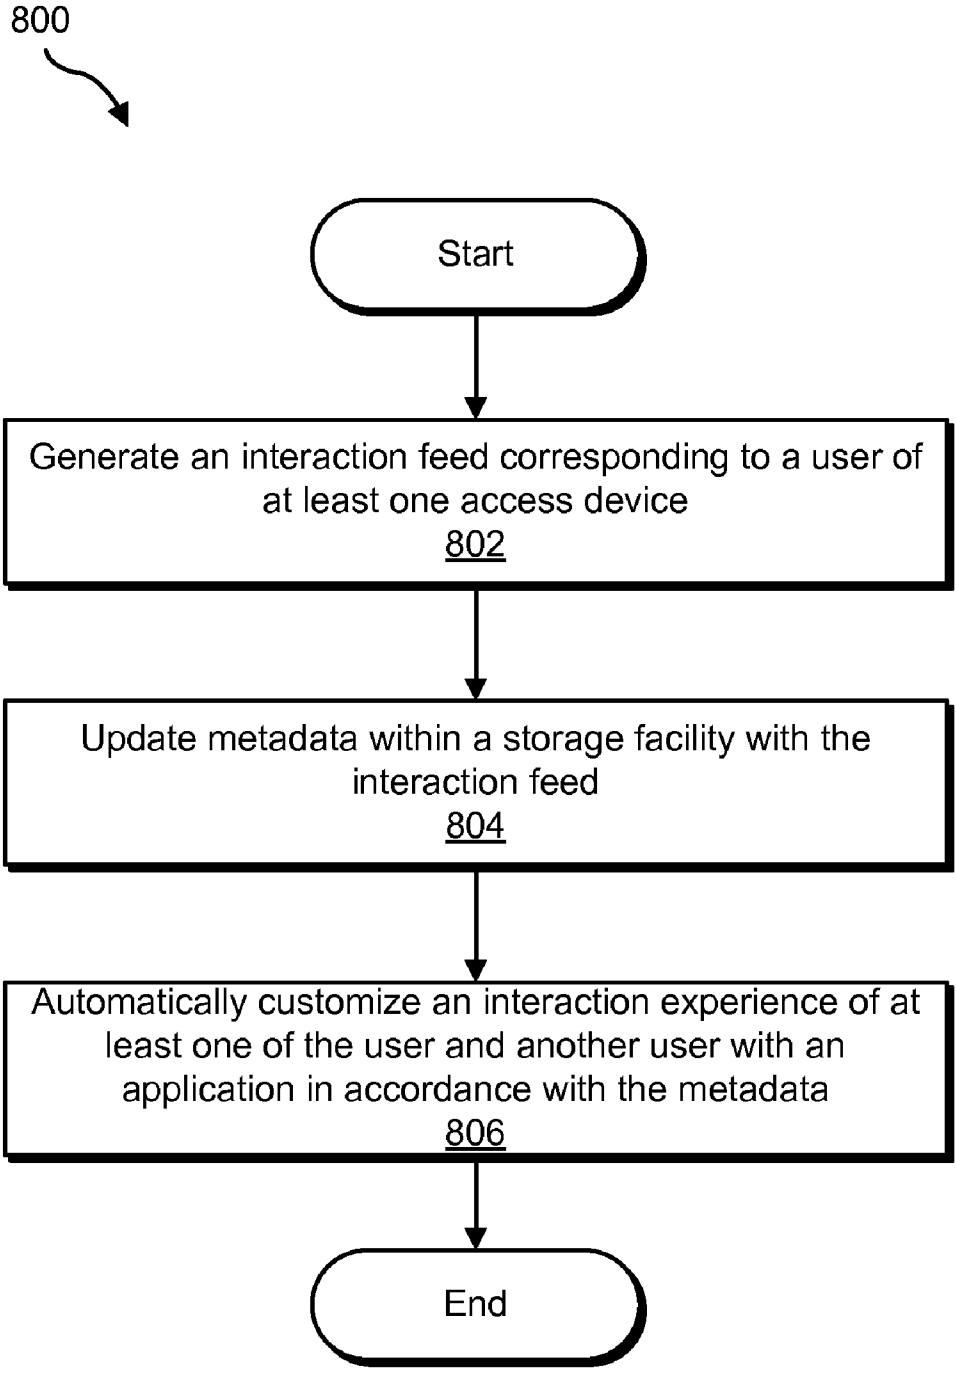 800
Start
Generate an interaction feed corresponding to a user of
at least one access device
802
Update metadata within a storage facility with the
interaction feed
804
Automatically customize an interaction experience of at
least one of the user and another user with an
application in accordance with the metadata
806
End